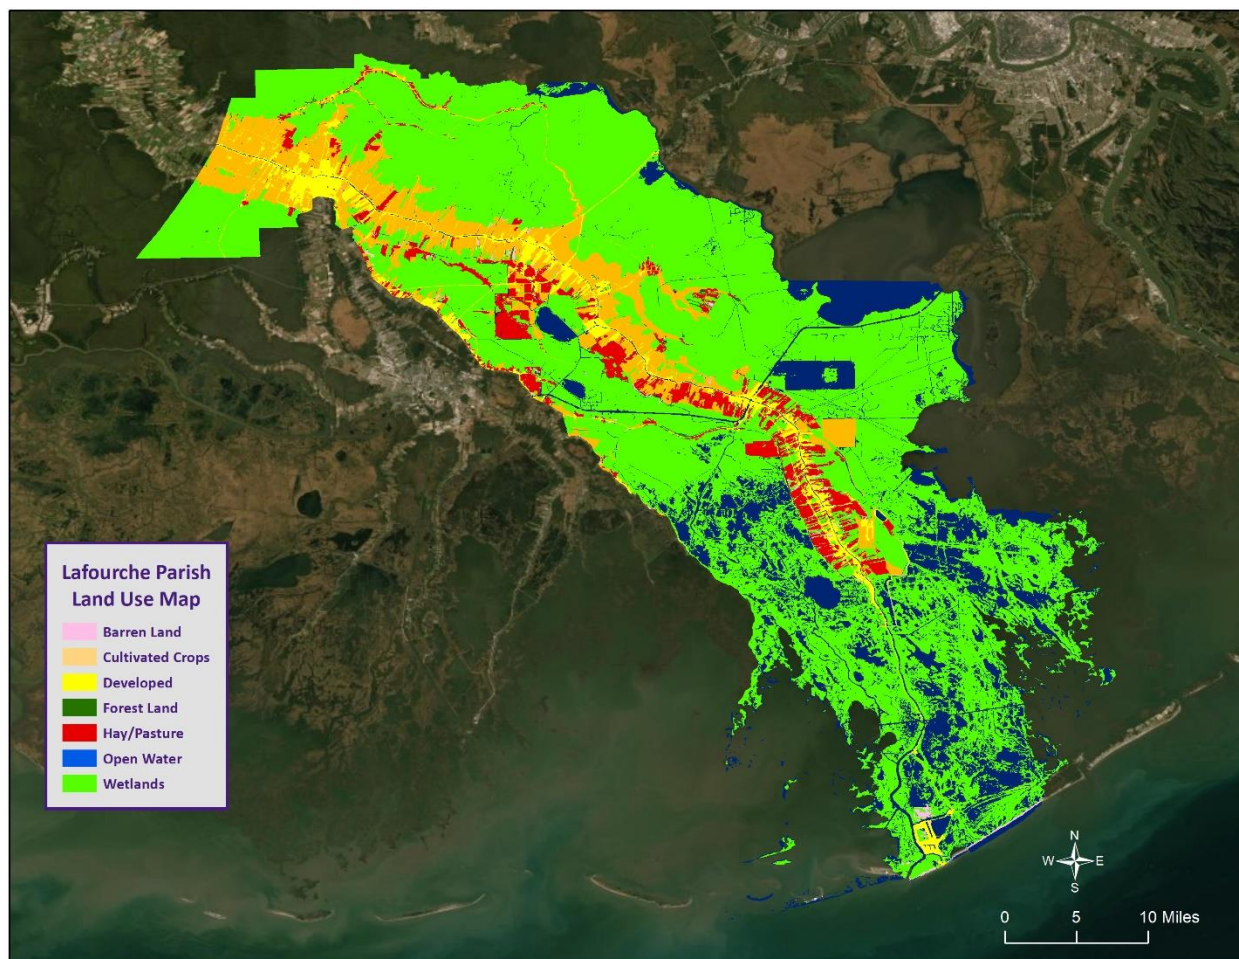 Lafourche Parish
Land Use Map
Barren Land
Cultivated Crops
Developed
Forest Land
Hay/Pasture
Open Water
Wetlands
N
W E
S
0 5 10 Miles